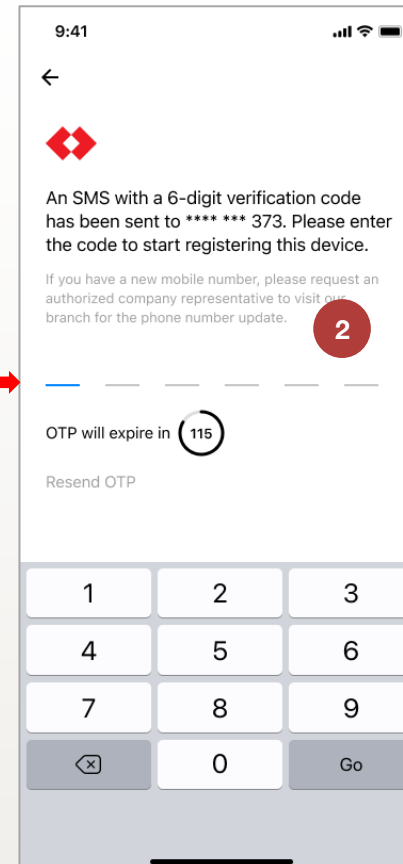 9:41
An SMS with a 6-digit verification code
has been sent to **** *** 373. Please enter
the code to start registering this device.
If you have a new mobile number, please request an
authorized company representative to visit our
branch for the phone number update.
2
OTP will expire in 115
Resend OTP
1 2 3
4 5 6
7 8 9
0 Go